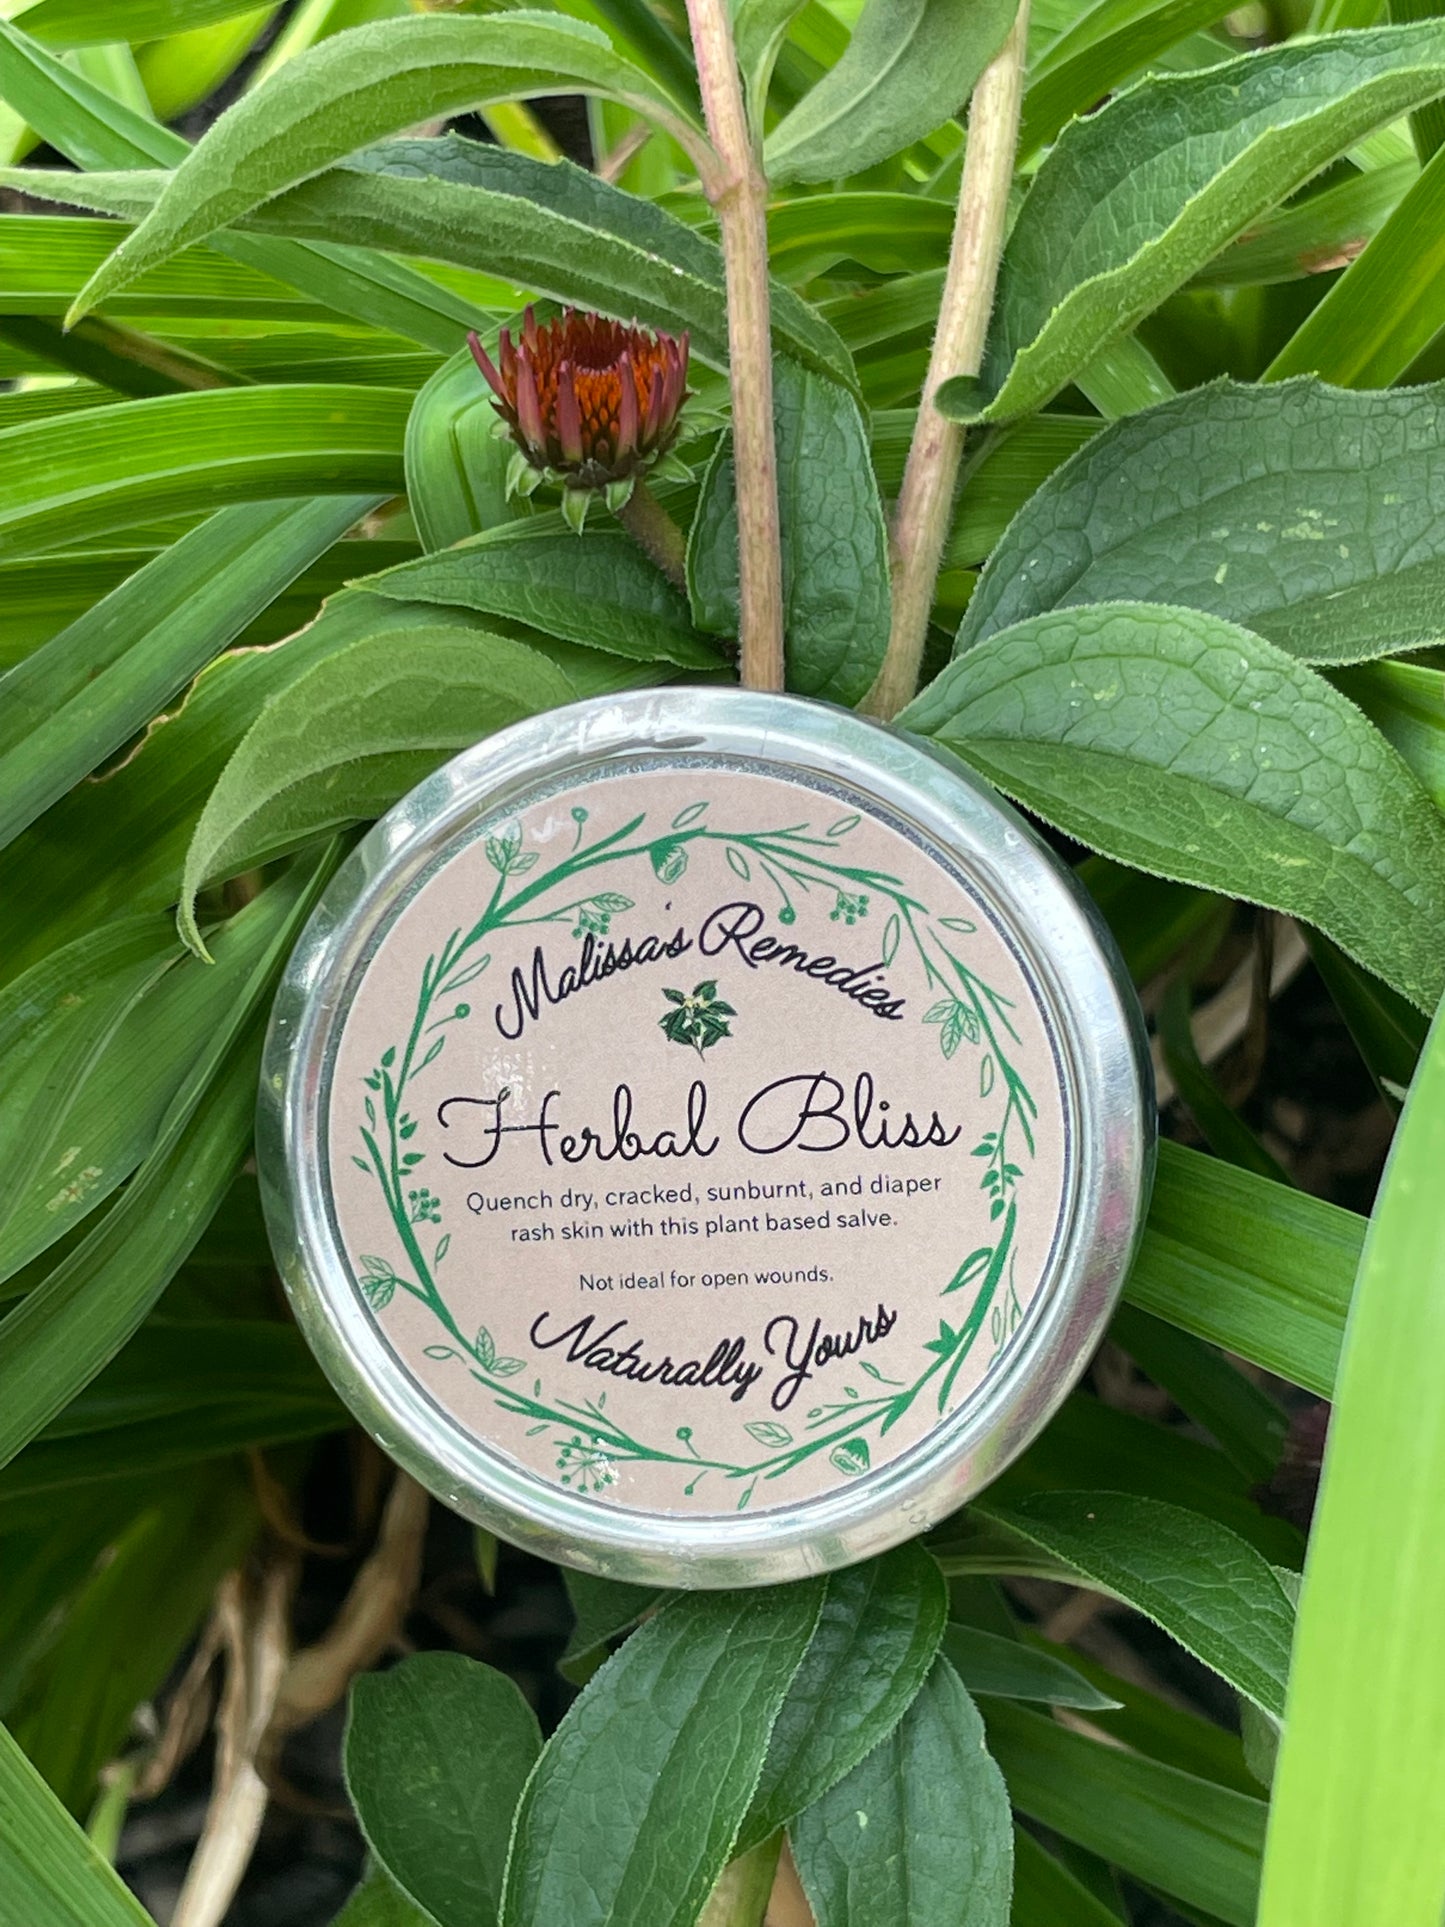 Malissa's Remedies
Herbal Bliss
Quench dry, cracked, sunburnt, and diaper
rash skin with this plant based salve.
Not ideal for open wounds.
Naturally Yours